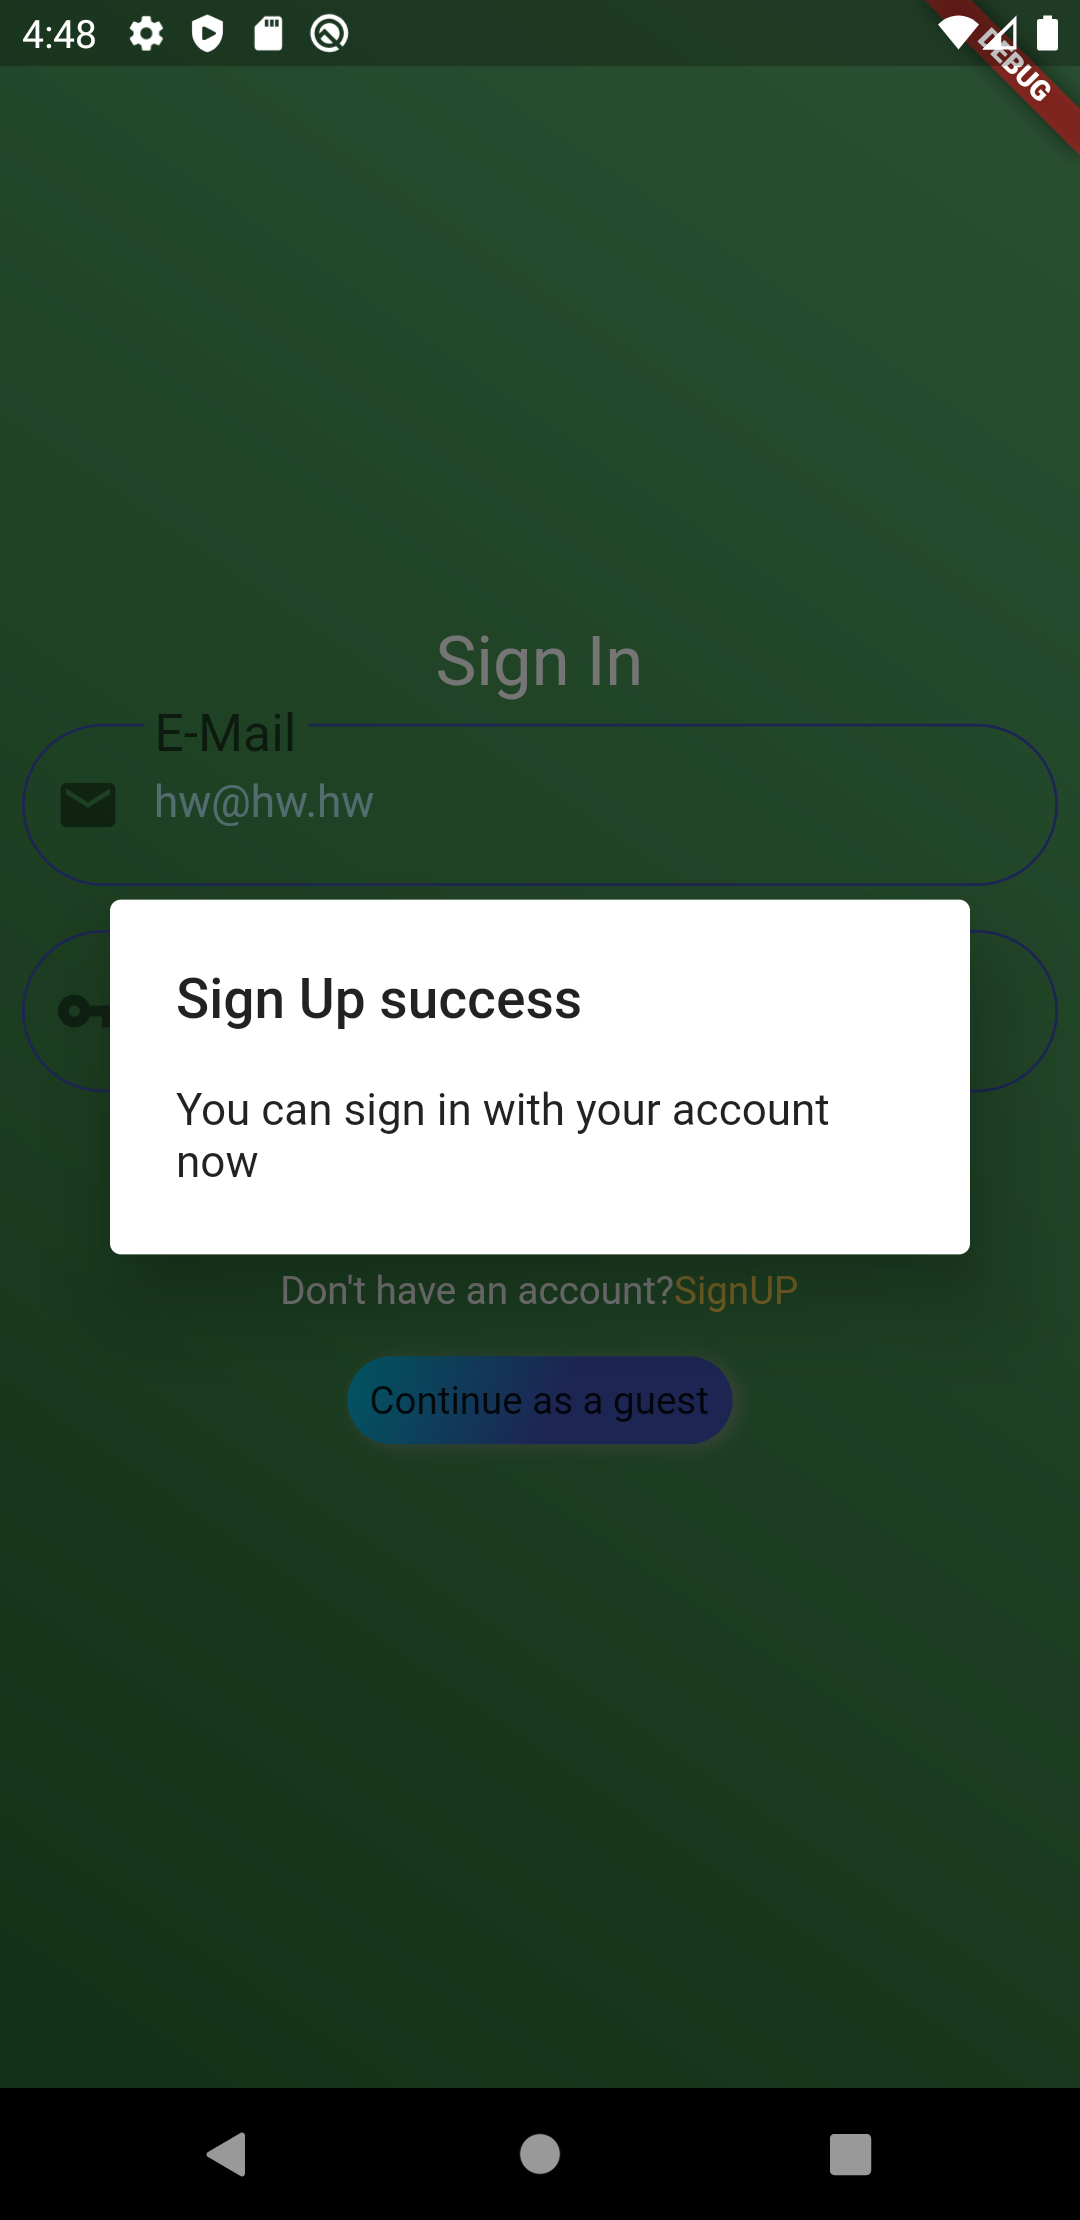 4:48
DEBUG
Sign In
E-Mail
hw@hw.hw
Sign Up success
You can sign in with your account
now
Don't have an account?SignUP
Continue as a guest